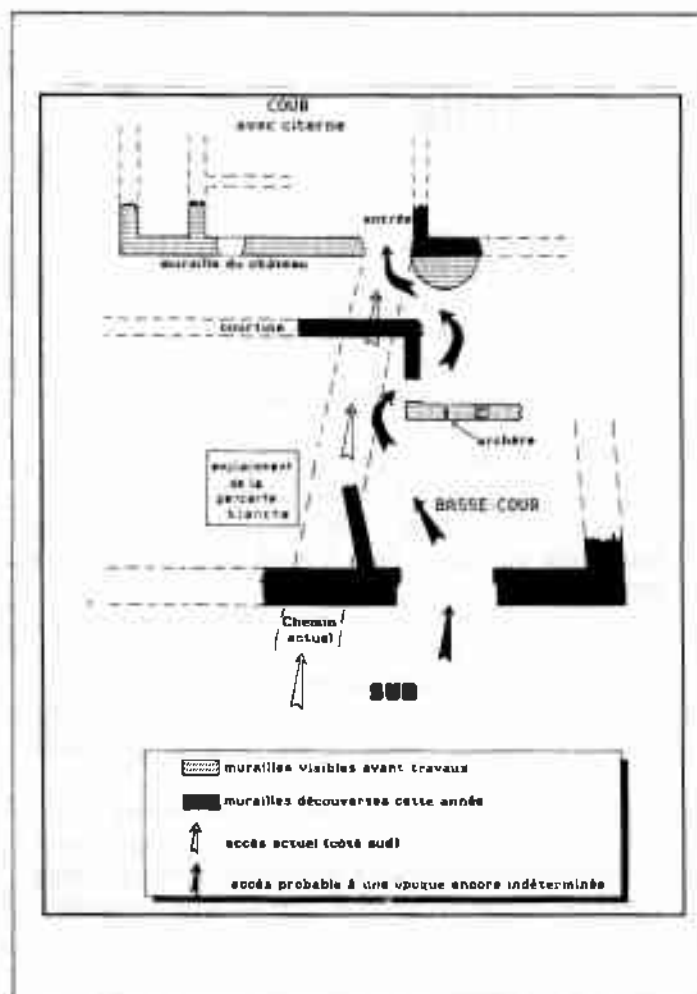 COUR
avec citerne
entrée
muraille du château
courtine
archère
emplacement
de la
pancarte
blanche
BASSE-COUR
(Chemin
actuel)
SUD
murailles visibles avant travaux
murailles découvertes cette année
accès actuel (côté sud)
accès probable à une époque encore indéterminée